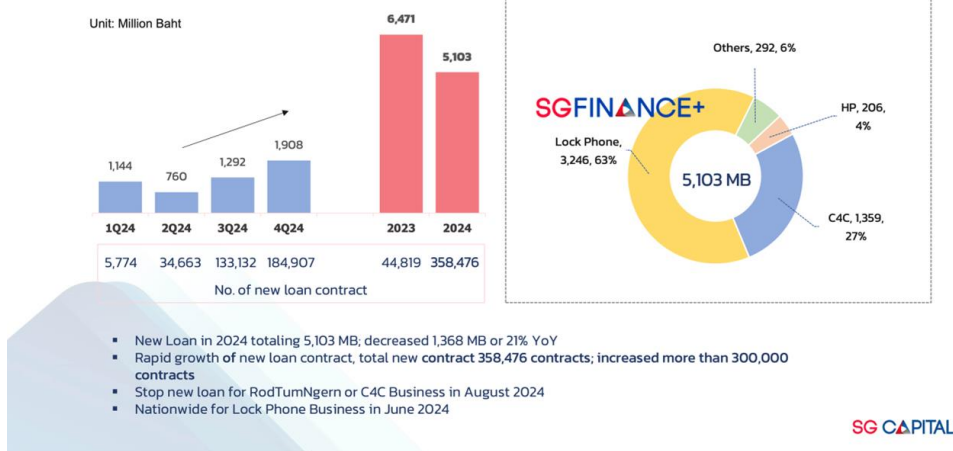 Unit: Million Baht
1,144
760
1,292
1,908
6,471
5,103
1Q24
2Q24
3Q24
4Q24
2023
2024
5,774 34,663 133,132 184,907 44,819 358,476
No. of new loan contract
SGFINANCE+
Others, 292, 6%
HP, 206,
4%
Lock Phone,
3,246, 63%
5,103 MB
C4C, 1,359,
27%
▪ New Loan in 2024 totaling 5,103 MB; decreased 1,368 MB or 21% YoY
▪ Rapid growth of new loan contract, total new contract 358,476 contracts; increased more than 300,000
contracts
▪ Stop new loan for RodTumNgern or C4C Business in August 2024
▪ Nationwide for Lock Phone Business in June 2024
SG CAPITAL